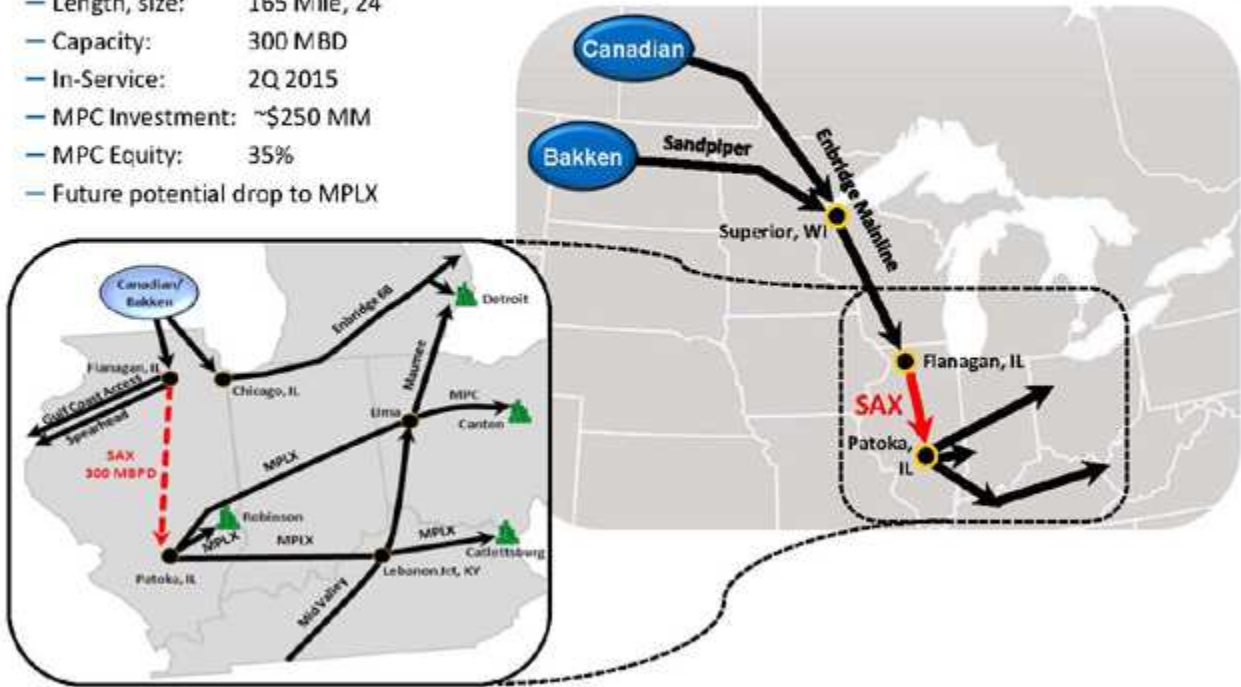 — Length, size: 165 Mile, 24
— Capacity: 300 MBD
— In-Service: 2Q 2015
— MPC Investment: ~$250 MM
— MPC Equity: 35%
— Future potential drop to MPLX
Canadian
Bakken
Sandpiper
Enbridge Mainline
Superior, WI
Flanagan, IL
SAX
Patoka,
IL
Canadian/
Bakken
Enbridge 6B
Detroit
Flanagan, IL
Chicago, IL
Gulf Coast Access
Spearhead
Maumee
MPC
Lima
Canton
SAX
300 MBPD
MPLX
Robinson
MPLX
MPLX
MPLX
Catlettsburg
Patoka, IL
Lebanon Jct, KY
Mid Valley